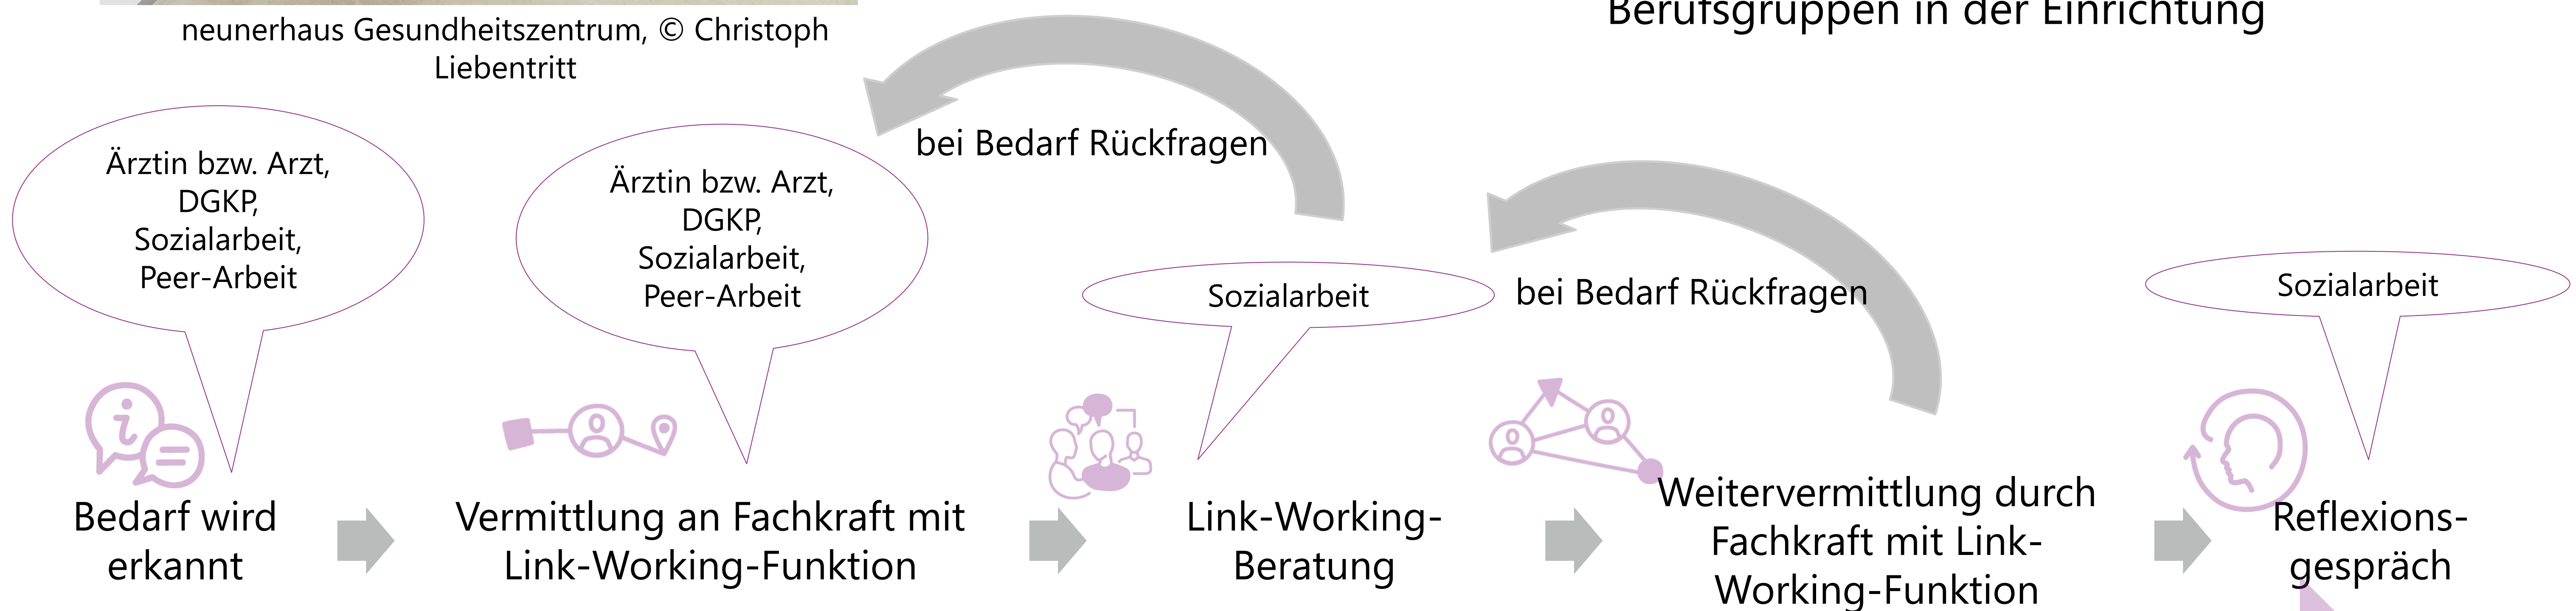 Berufsgruppen in der Einrichtung
neunerhaus Gesundheitszentrum, © Christoph
Liebentritt
Ärztin bzw. Arzt,
DGKP,
Sozialarbeit,
Peer-Arbeit
Ärztin bzw. Arzt,
DGKP,
Sozialarbeit,
Peer-Arbeit
bei Bedarf Rückfragen
Sozialarbeit
bei Bedarf Rückfragen
Sozialarbeit
Bedarf wird
erkannt
Vermittlung an Fachkraft mit
Link-Working-Funktion
Link-Working-
Beratung
Weitervermittlung durch
Fachkraft mit Link-
Working-Funktion
Reflexions-
gespräch